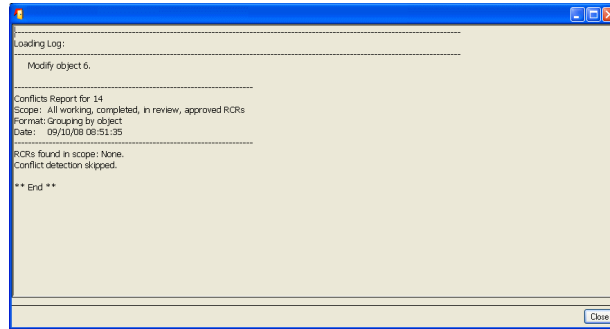 Loading Log:
Modify object 6.
Conflicts Report for 14
Scope: All working, completed, in review, approved RCRs
Format: Grouping by object
Date: 09/10/08 08:51:35
RCRs found in scope: None.
Conflict detection skipped.
** End **
Close